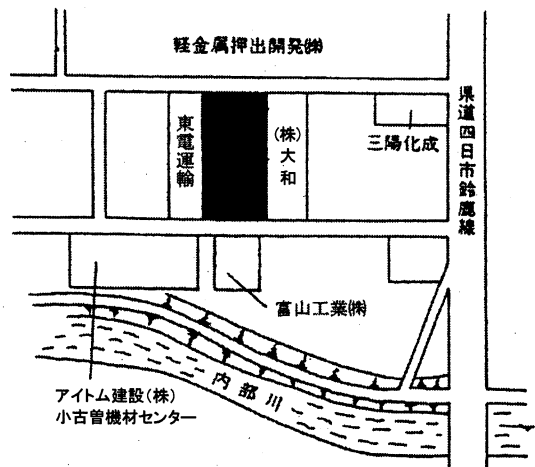 軽金属押出開発㈱
東電運輸
(株)大和
三陽化成
県道四日市鈴鹿線
富山工業㈱
内部川
アイトム建設(株)
小古曽機材センター